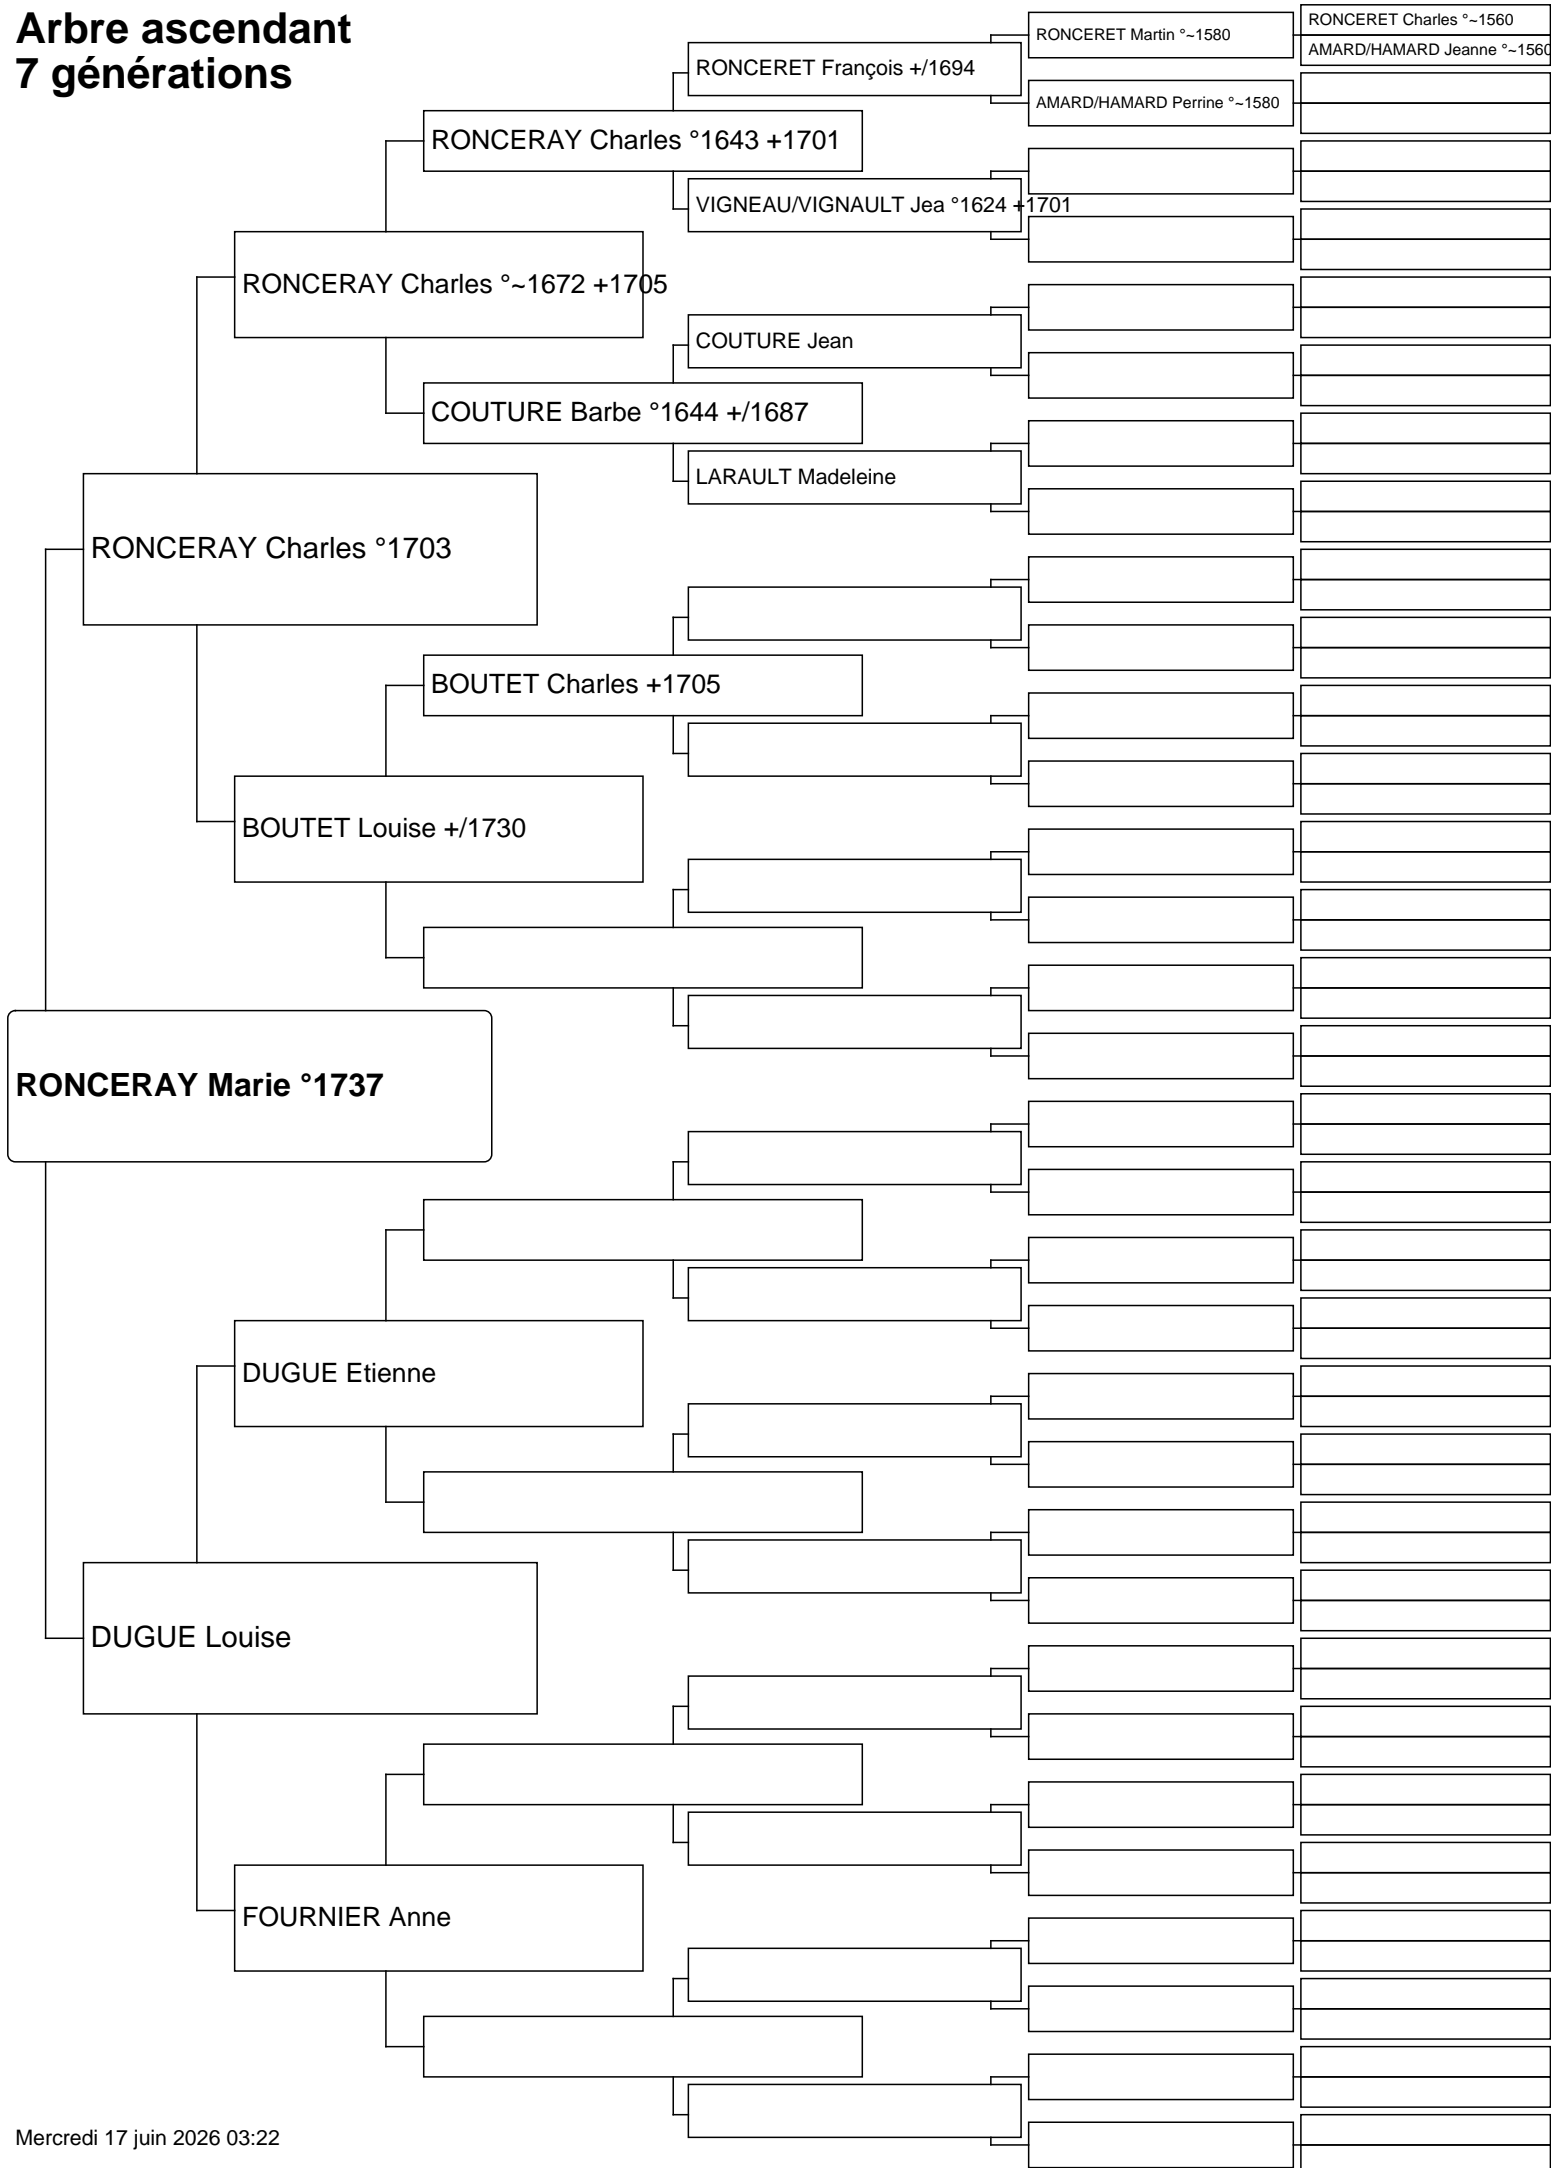 Arbre ascendant
7 générations
RONCERET Charles °~1560
RONCERET Martin °~1580
AMARD/HAMARD Jeanne °~1560
RONCERET François +/1694
AMARD/HAMARD Perrine °~1580
RONCERAY Charles °1643 +1701
VIGNEAU/VIGNAULT Jea °1624 +1701
RONCERAY Charles °~1672 +1705
COUTURE Jean
COUTURE Barbe °1644 +/1687
LARAULT Madeleine
RONCERAY Charles °1703
BOUTET Charles +1705
BOUTET Louise +/1730
RONCERAY Marie °1737
DUGUE Etienne
DUGUE Louise
FOURNIER Anne
Mercredi 17 juin 2026 03:22